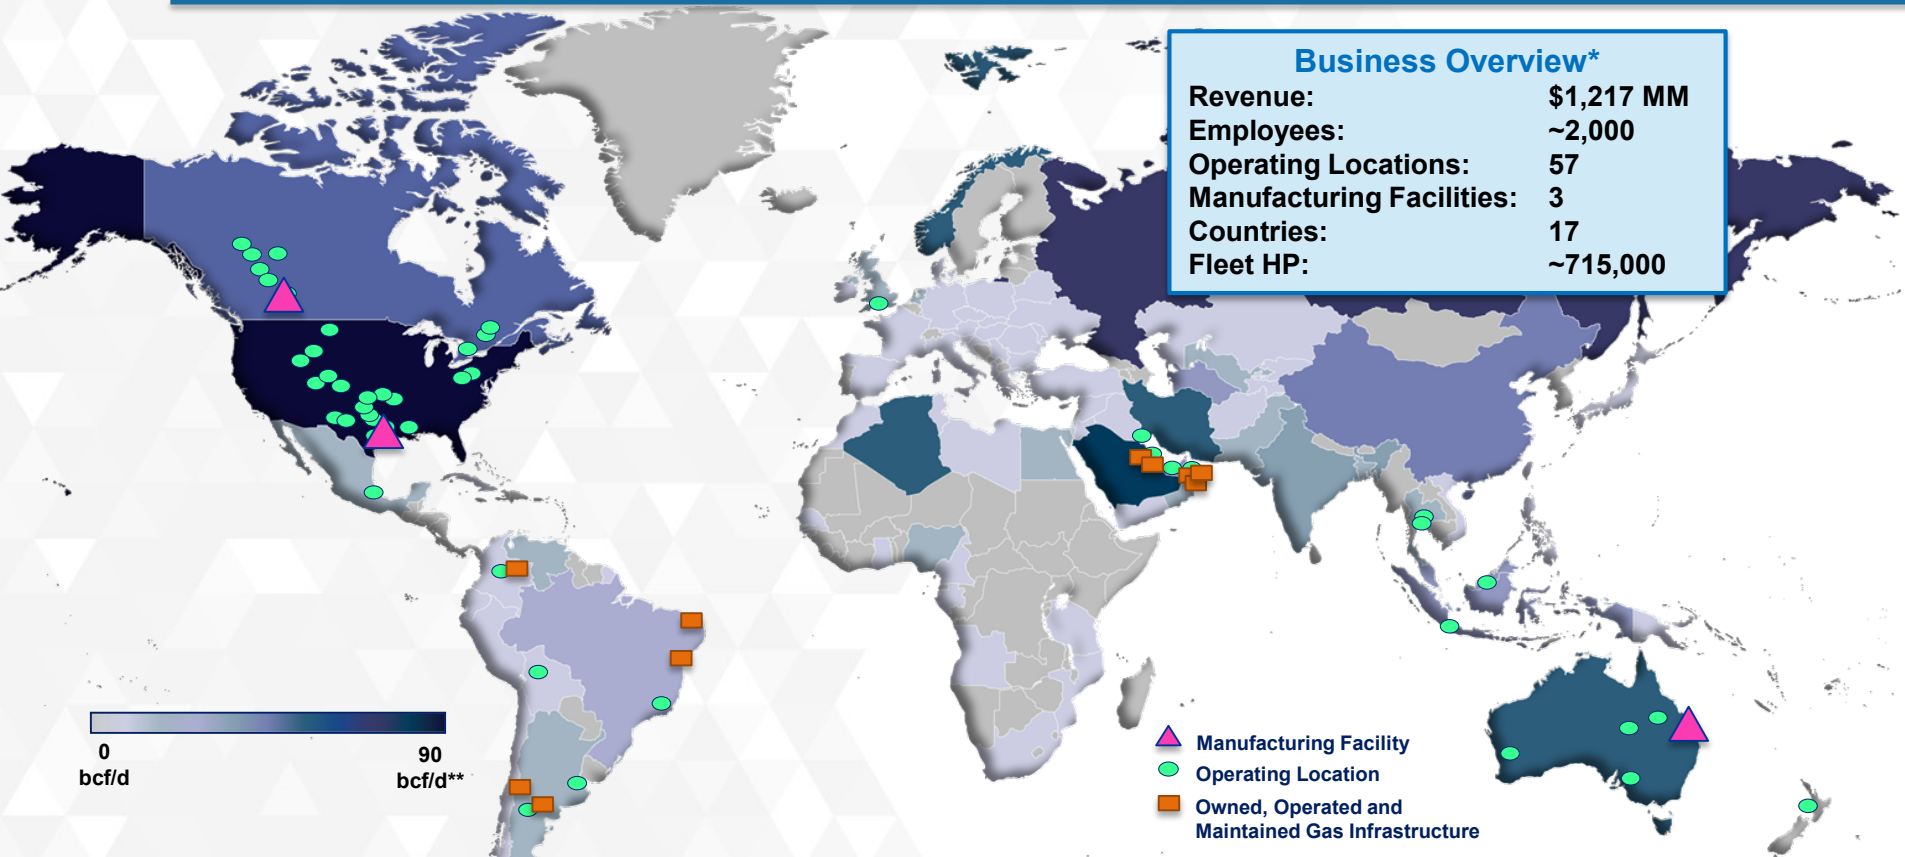 Business Overview*
Revenue: $1,217 MM
Employees: ~2,000
Operating Locations: 57
Manufacturing Facilities: 3
Countries: 17
Fleet HP: ~715,000
0
bcf/d
90
bcf/d**
Manufacturing Facility
Operating Location
Owned, Operated and
Maintained Gas Infrastructure